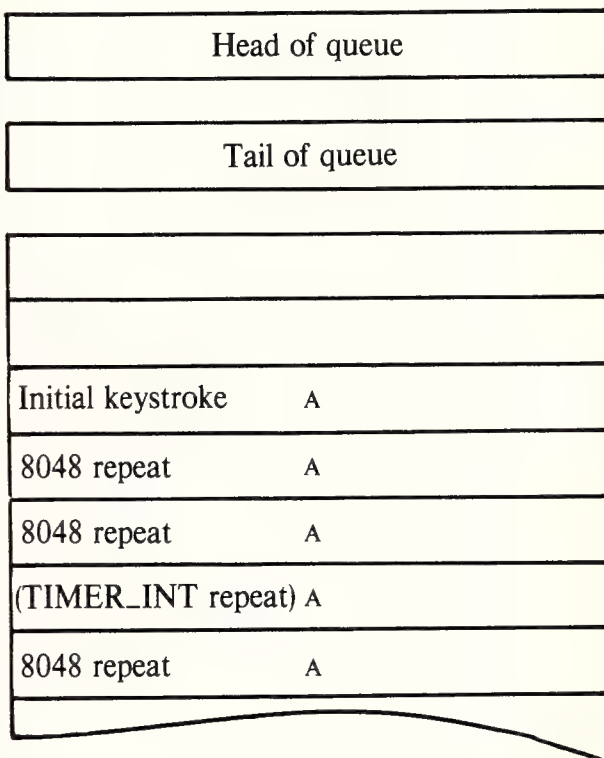 Head of queue
Tail of queue
Initial keystroke A
8048 repeat A
8048 repeat A
(TIMER_INT repeat) A
8048 repeat A